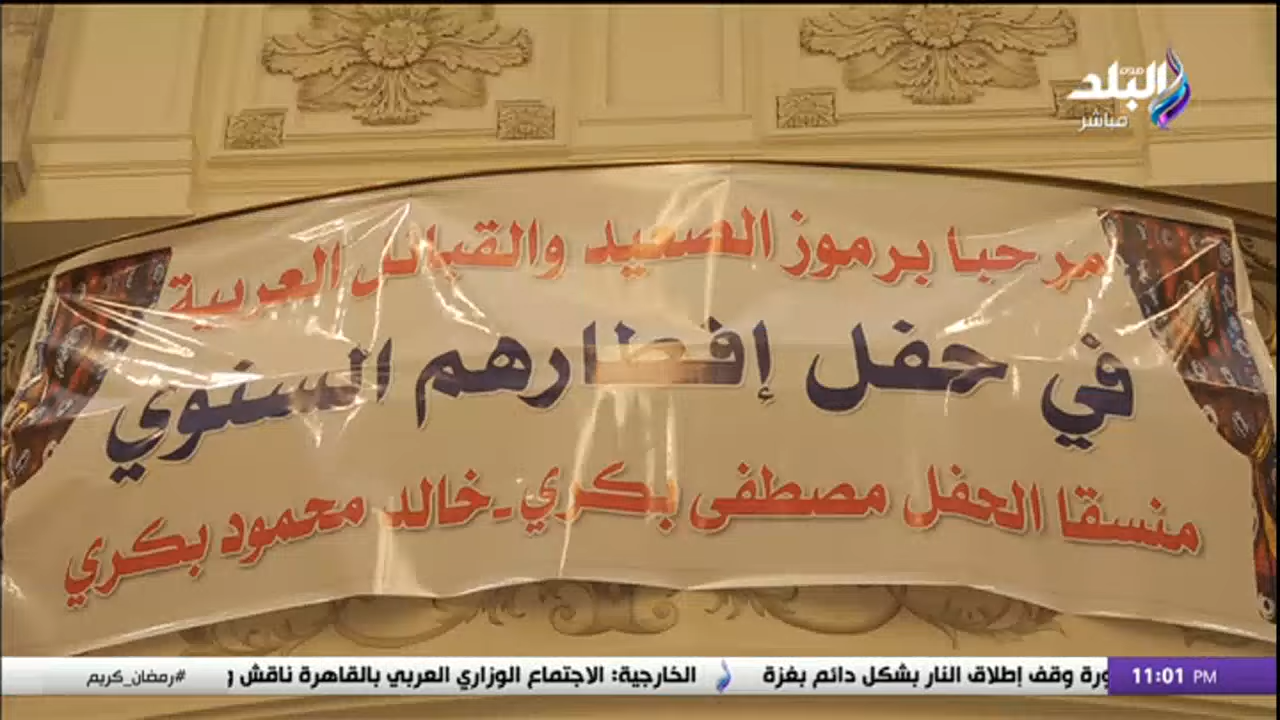 صدى البلد
مباشر
مرحبا برموز الصعيد والقبائل العربية
في حفل إفطارهم السنوي
منسقا الحفل مصطفى بكري - خالد محمود بكري
11:01 PM
ورة وقف إطلاق النار بشكل دائم بغزة
الخارجية: الاجتماع الوزاري العربي بالقاهرة ناقش و
#رمضان_كريم